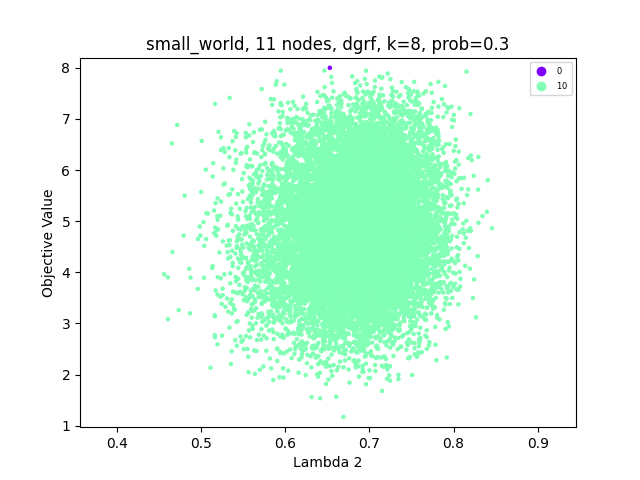 small_world, 11 nodes, dgrf, k=8, prob=0.3
8
7
6
5
4
3
2
1
Objective Value
0
10
0.4 0.5 0.6 0.7 0.8 0.9
Lambda 2